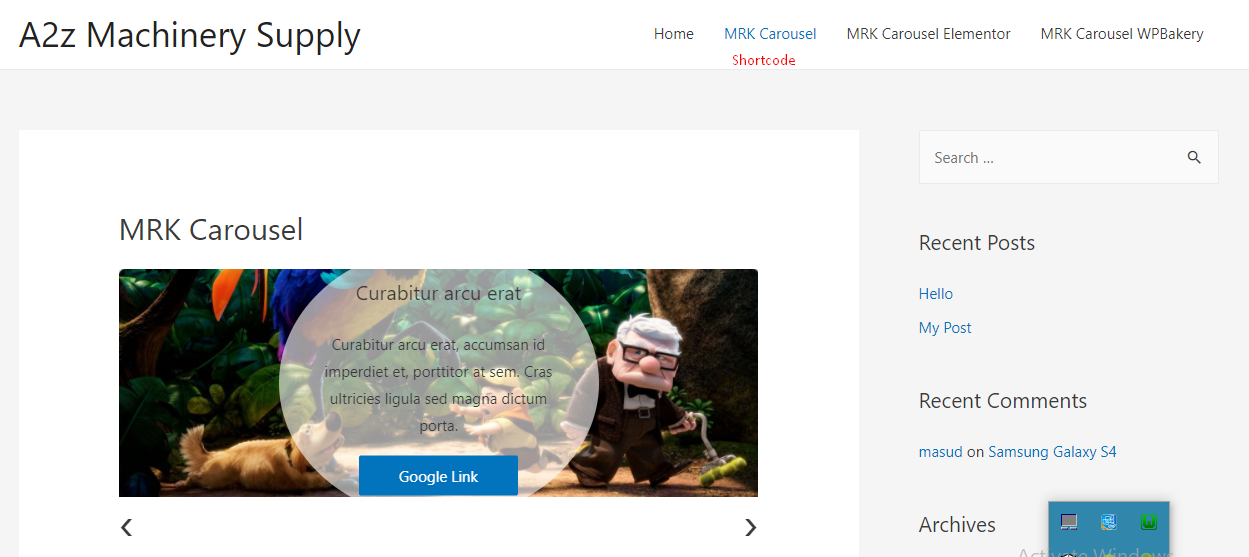 A2z Machinery Supply
Home
MRK Carousel
MRK Carousel Elementor
MRK Carousel WPBakery
Shortcode
Search ...
MRK Carousel
Curabitur arcu erat
Curabitur arcu erat, accumsan id
imperdiet et, porttitor at sem. Cras
ultricies ligula sed magna dictum
porta.
Google Link
Recent Posts
Hello
My Post
Recent Comments
masud on Samsung Galaxy S4
Archives
Activate Windows